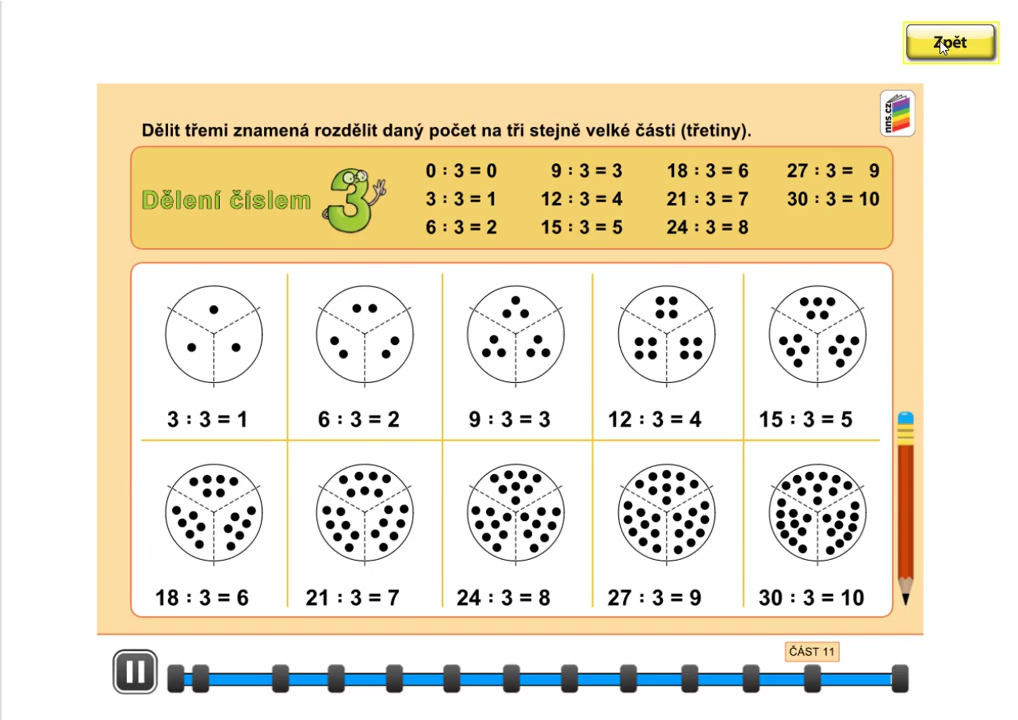 Zpět
nns.cz
Dělit třemi znamená rozdělit daný počet na tři stejně velké části (třetiny).
Dělení číslem 3
0 : 3 = 0 9 : 3 = 3 18 : 3 = 6 27 : 3 = 9
3 : 3 = 1 12 : 3 = 4 21 : 3 = 7 30 : 3 = 10
6 : 3 = 2 15 : 3 = 5 24 : 3 = 8
3 : 3 = 1 6 : 3 = 2 9 : 3 = 3 12 : 3 = 4 15 : 3 = 5
18 : 3 = 6 21 : 3 = 7 24 : 3 = 8 27 : 3 = 9 30 : 3 = 10
ČÁST 11